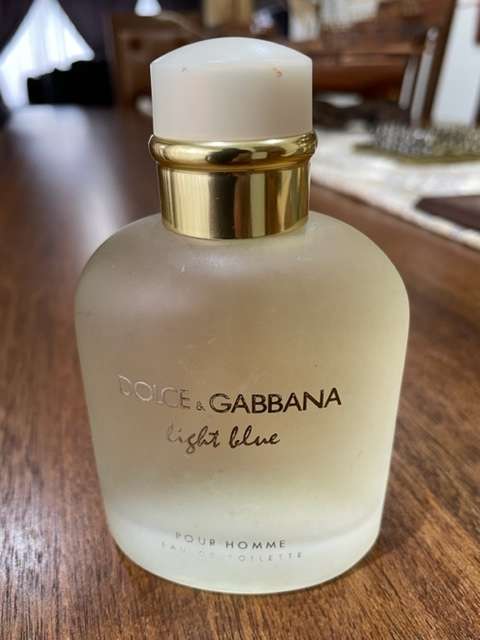 DOLCE & GABBANA
light blue
POUR HOMME
EAU DE TOILETTE